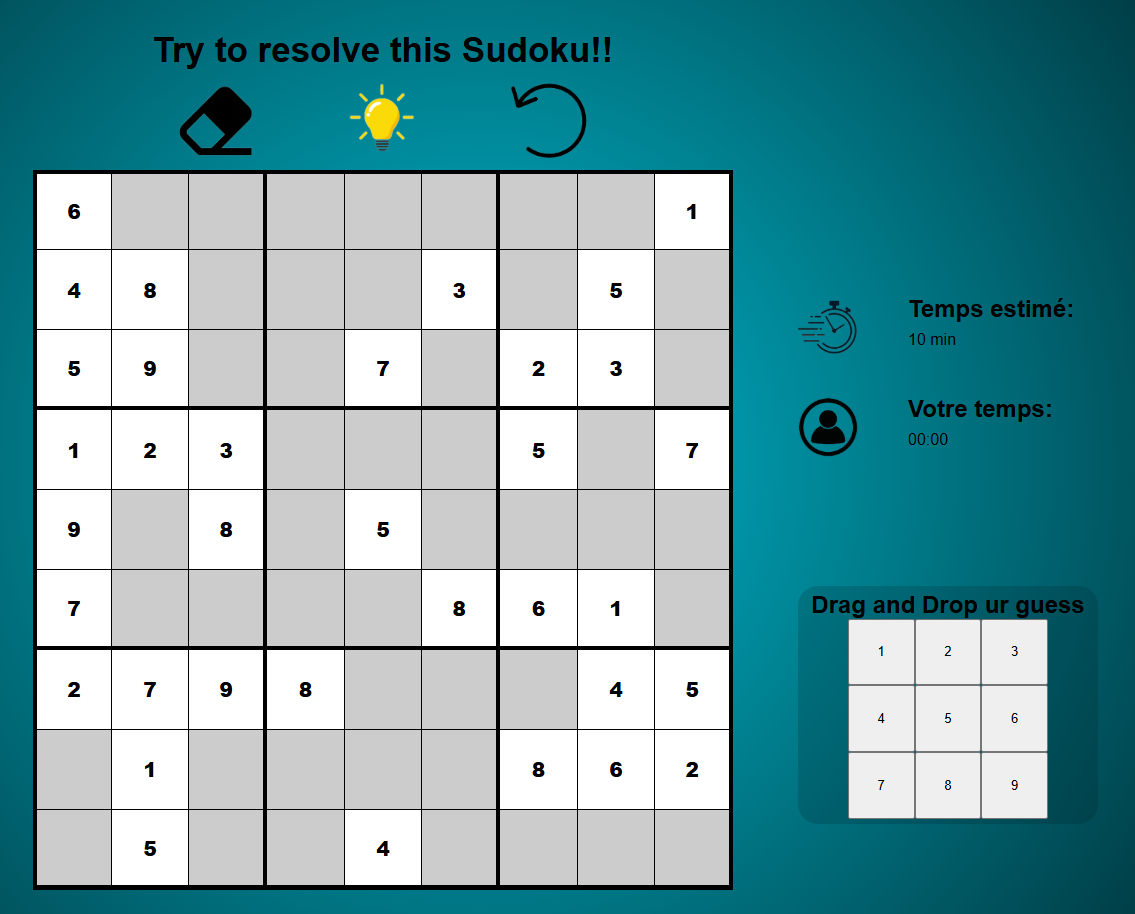 Try to resolve this Sudoku!!
6 1
4 8 3 5
5 9 7 2 3
1 2 3 5 7
9 8 5
7 8 6 1
2 7 9 8 4 5
1 8 6 2
5 4
Temps estimé:
10 min
Votre temps:
00:00
Drag and Drop ur guess
1 2 3
4 5 6
7 8 9